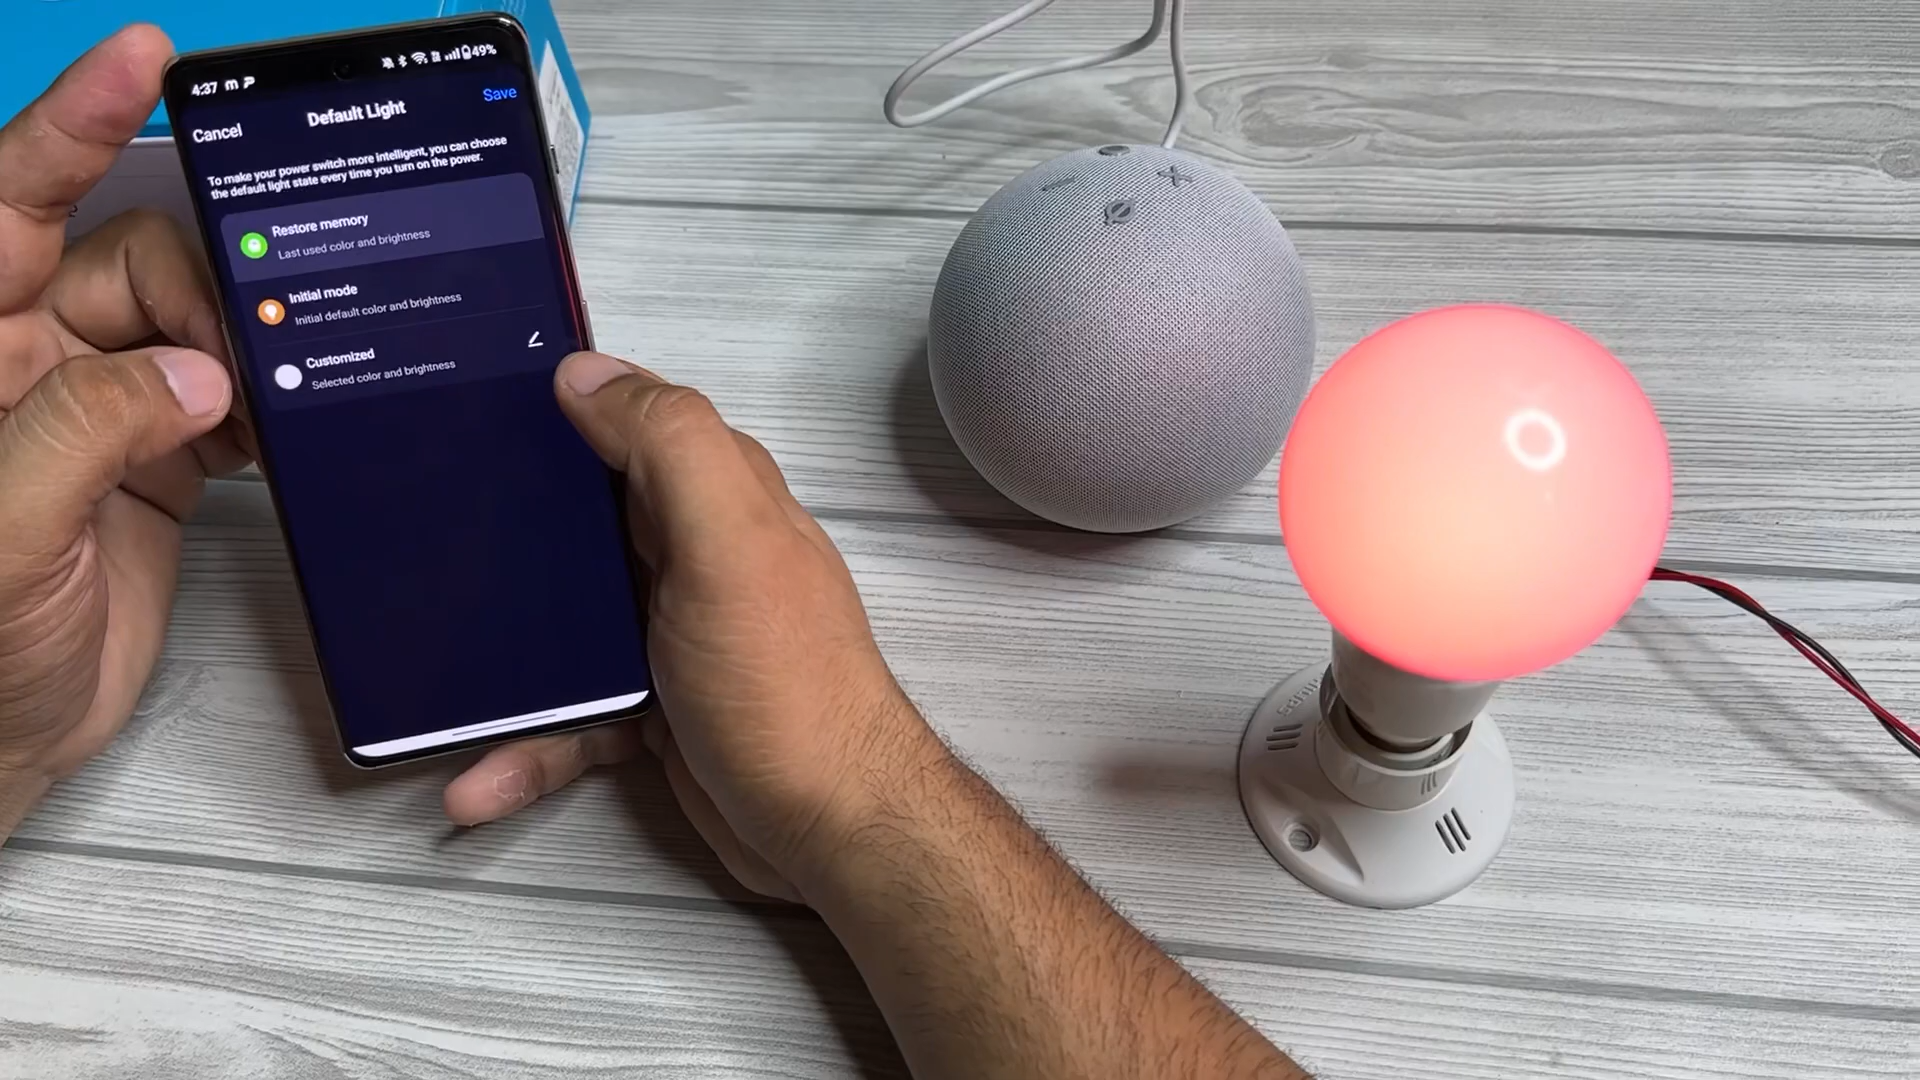 4:37
49%
Cancel
Default Light
Save
To make your power switch more intelligent, you can choose
the default light state every time you turn on the power.
Restore memory
Last used color and brightness
Initial mode
Initial default color and brightness
Customized
Selected color and brightness